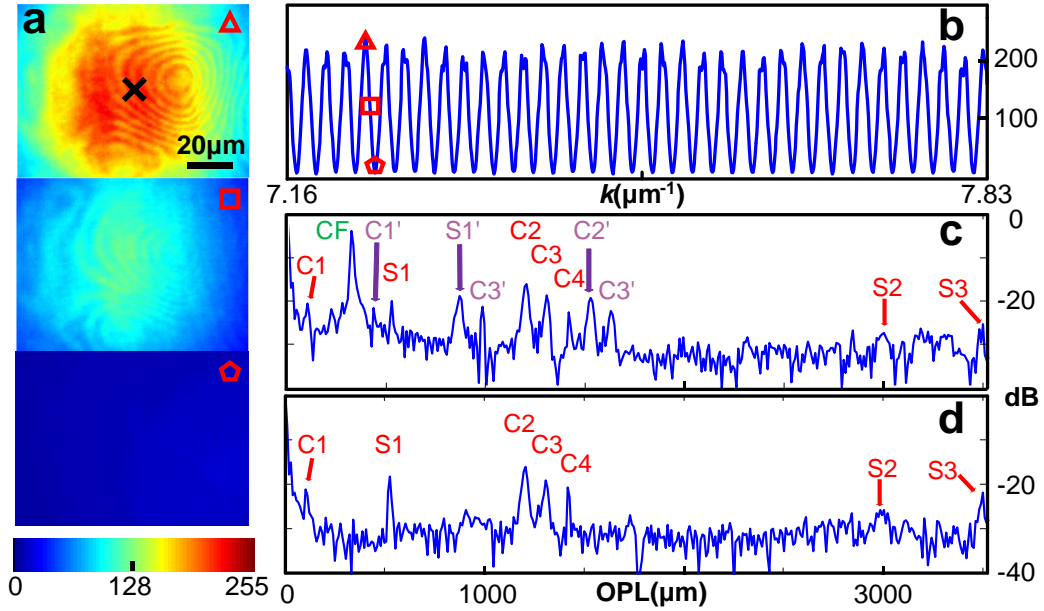 a
20μm
0 128 255
b
200
100
7.16 k(μm⁻¹) 7.83
c
0
CF C1' S1' C2 C2'
C1 S1 C3
C3' C4 C3'
S2 S3
-20
dB
d
C1 S1 C2 C3 C4
S2 S3
-20
-40
0 1000 OPL(μm) 3000